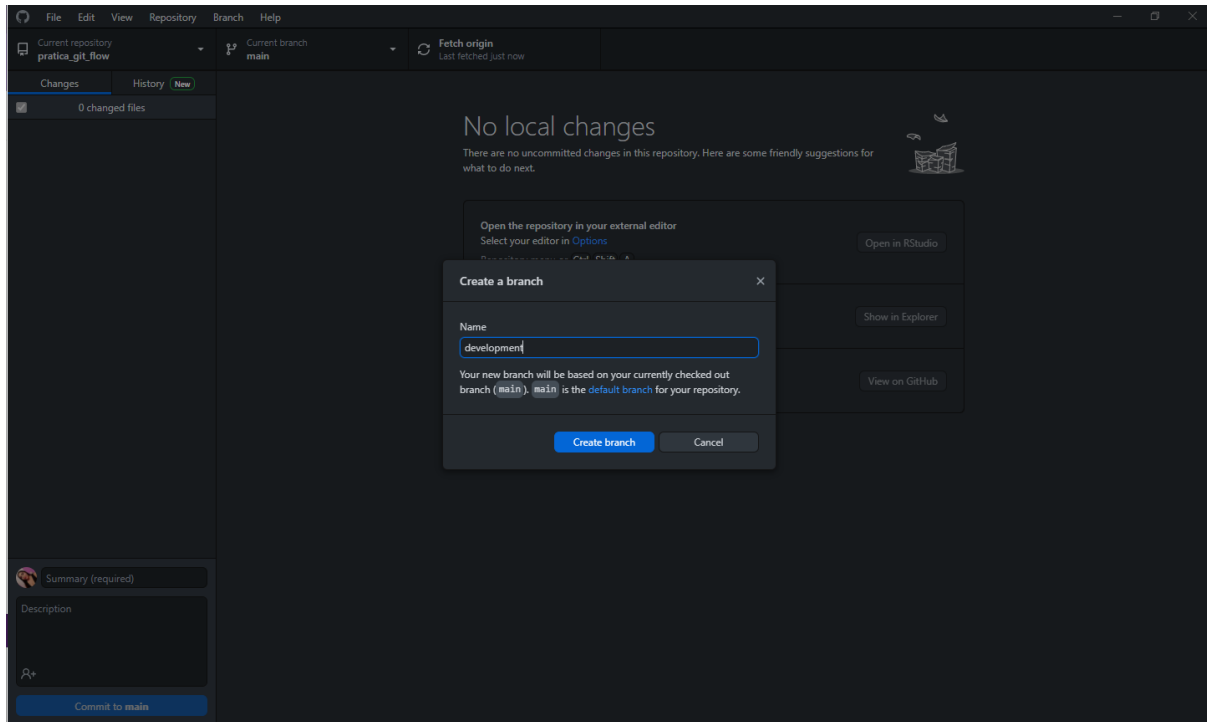 File Edit View Repository Branch Help
Current repository
pratica_git_flow
Current branch
main
Fetch origin
Last fetched just now
Changes
History New
0 changed files
No local changes
There are no uncommitted changes in this repository. Here are some friendly suggestions for
what to do next.
Open the repository in your external editor
Select your editor in Options
Repository menu or Ctrl Shift A
Open in RStudio
Show in Explorer
View on GitHub
Create a branch
Name
development
Your new branch will be based on your currently checked out
branch (main). main is the default branch for your repository.
Create branch
Cancel
Summary (required)
Description
Commit to main